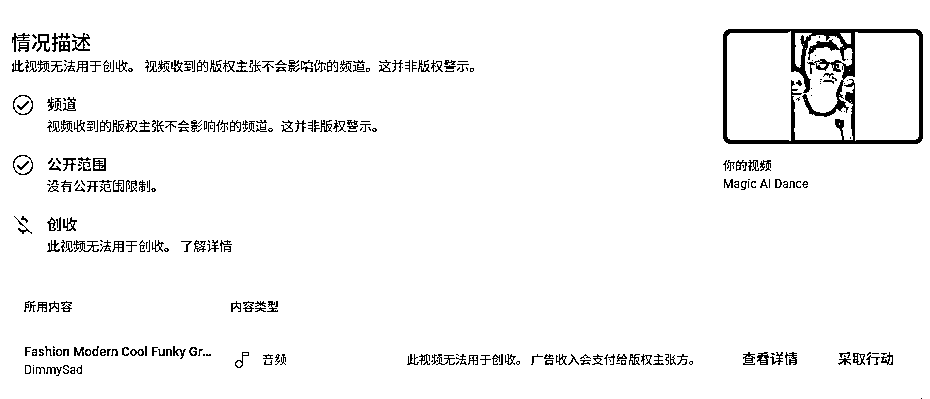 情况描述
此视频无法用于创收。 视频收到的版权主张不会影响你的频道。这并非版权警示。
频道
视频收到的版权主张不会影响你的频道。这并非版权警示。
公开范围
没有公开范围限制。
创收
此视频无法用于创收。 了解详情
你的视频
Magic AI Dance
所用内容 内容类型
Fashion Modern Cool Funky Gr...
DimmySad
音频
此视频无法用于创收。 广告收入会支付给版权主张方。
查看详情
采取行动